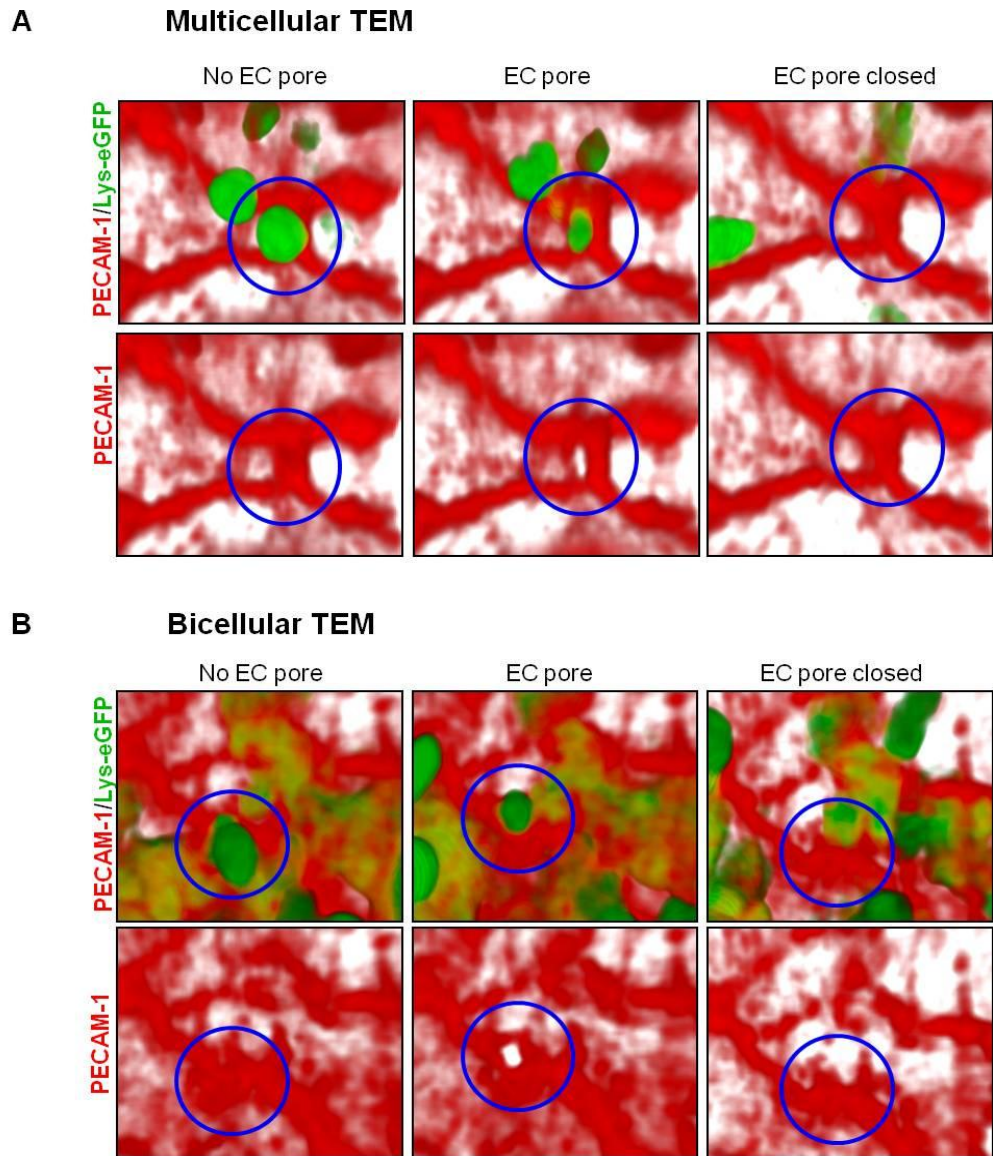 A Multicellular TEM
No EC pore EC pore EC pore closed
PECAM-1/Lys-eGFP
PECAM-1
B Bicellular TEM
No EC pore EC pore EC pore closed
PECAM-1/Lys-eGFP
PECAM-1